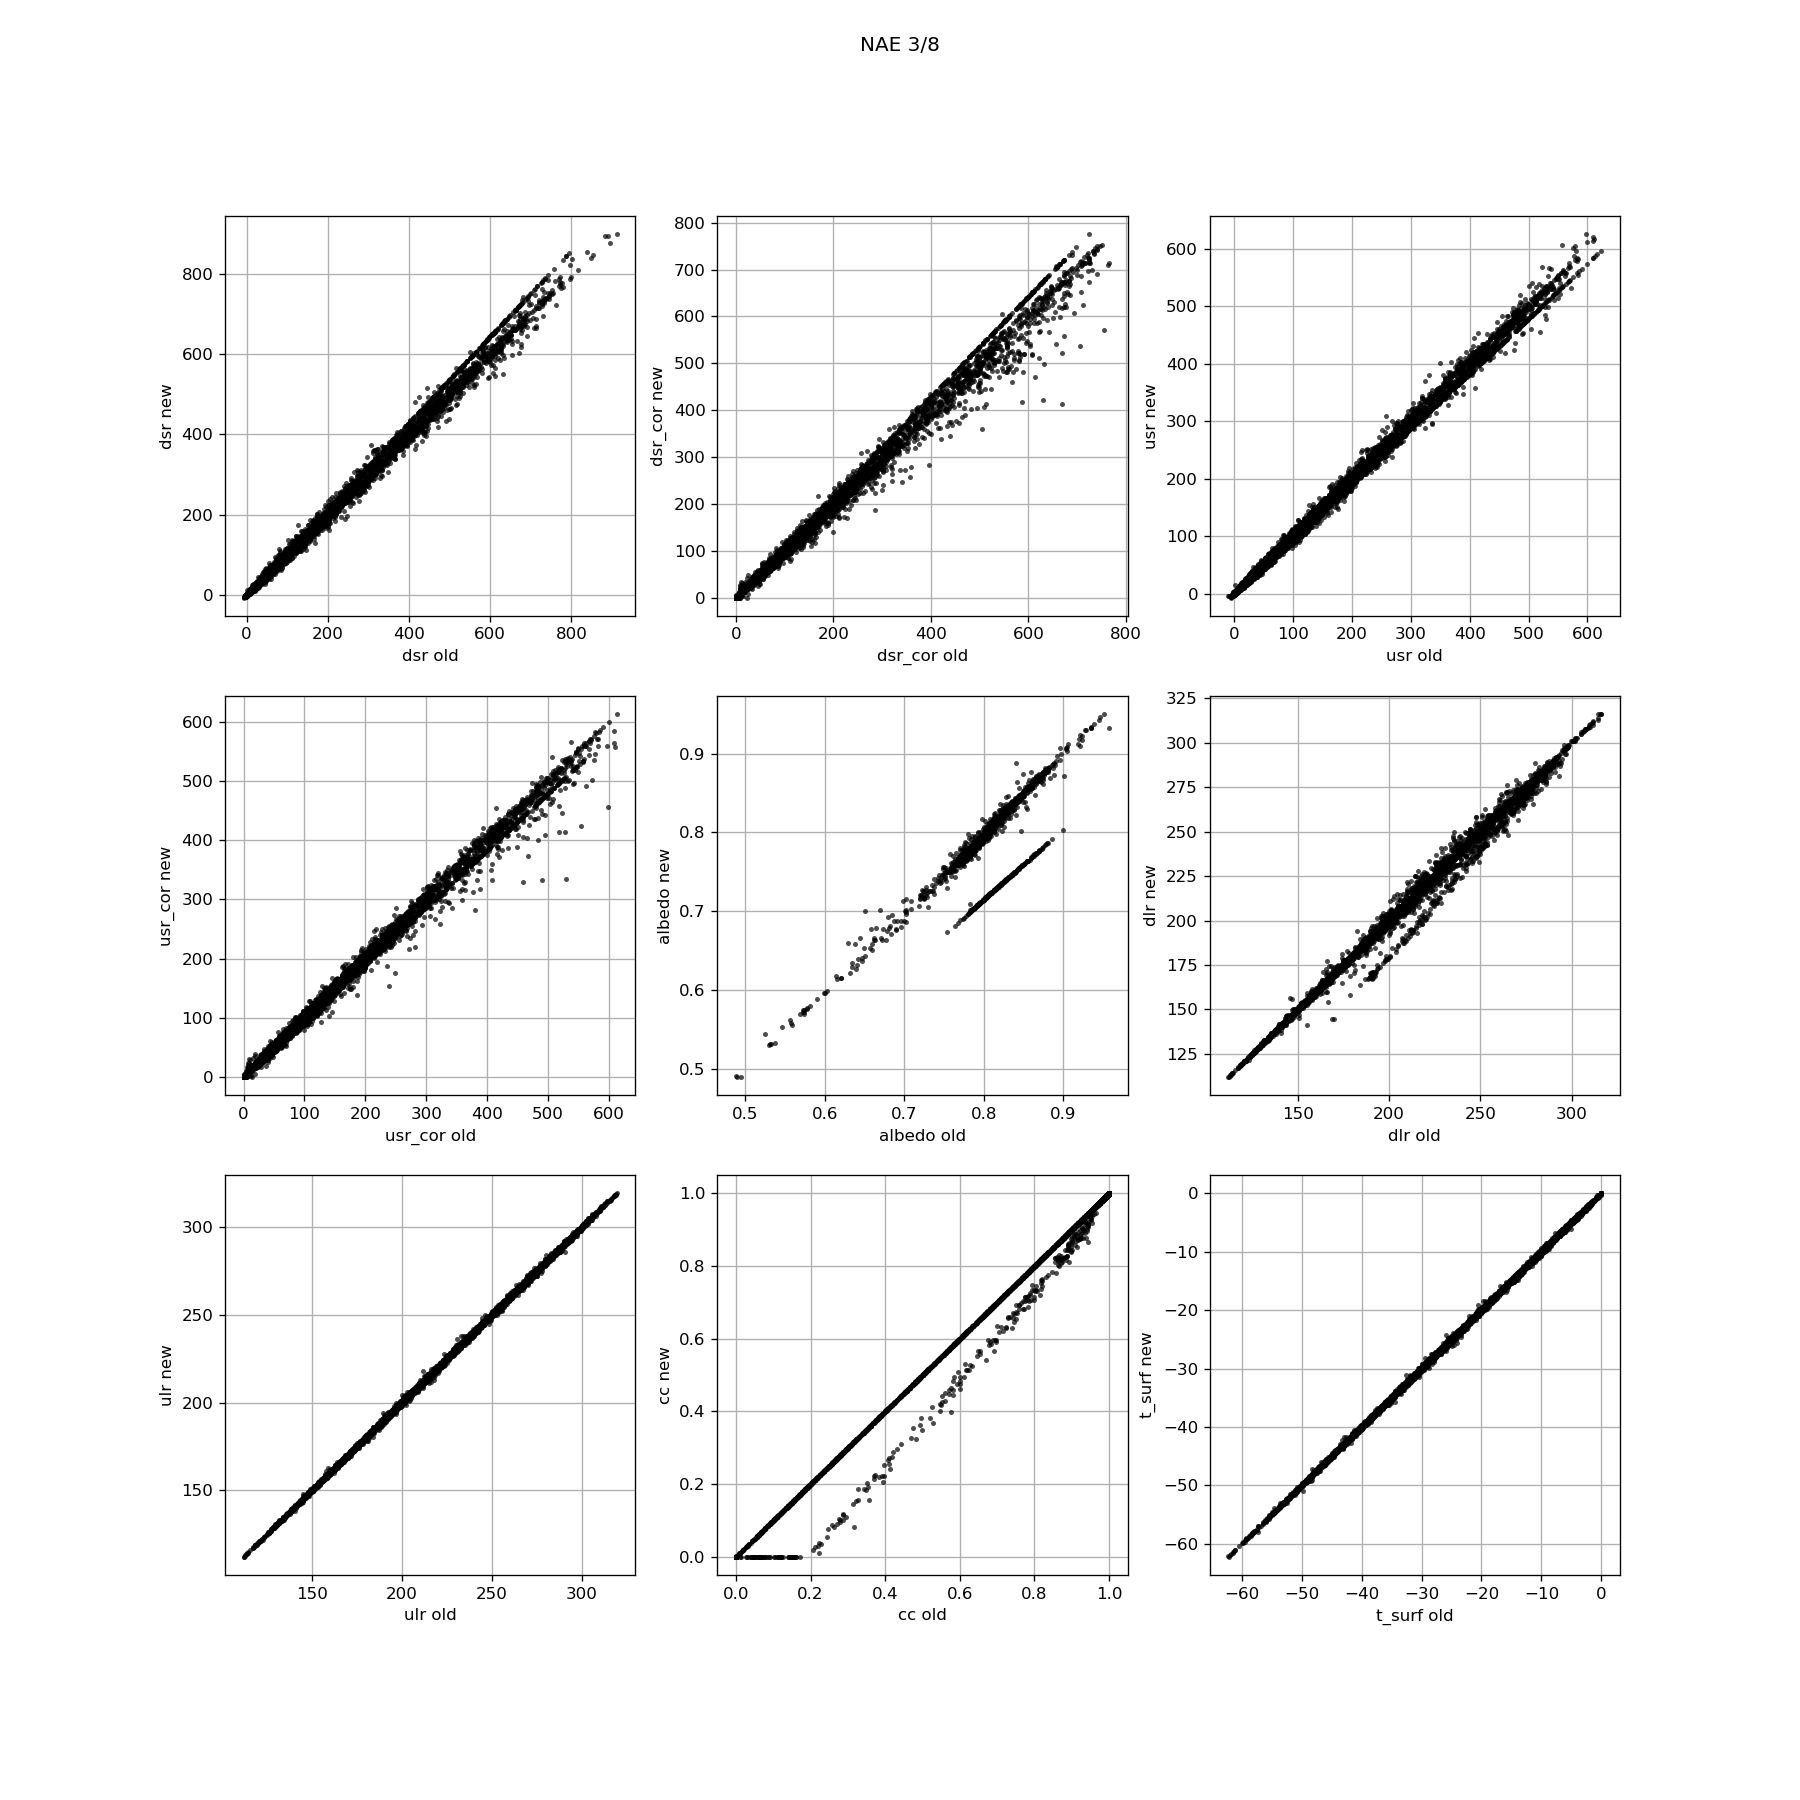 NAE 3/8
800
600
400
200
0
dsr new
0 200 400 600 800
dsr old
800
700
600
500
400
300
200
100
0
dsr_cor new
0 200 400 600 800
dsr_cor old
600
500
400
300
200
100
0
usr new
0 100 200 300 400 500 600
usr old
600
500
400
300
200
100
0
usr_cor new
0 100 200 300 400 500 600
usr_cor old
0.9
0.8
0.7
0.6
0.5
albedo new
0.5 0.6 0.7 0.8 0.9
albedo old
325
300
275
250
225
200
175
150
125
dlr new
150 200 250 300
dlr old
300
250
200
150
ulr new
150 200 250 300
ulr old
1.0
0.8
0.6
0.4
0.2
0.0
cc new
0.0 0.2 0.4 0.6 0.8 1.0
cc old
0
−10
−20
−30
−40
−50
−60
t_surf new
−60 −50 −40 −30 −20 −10 0
t_surf old